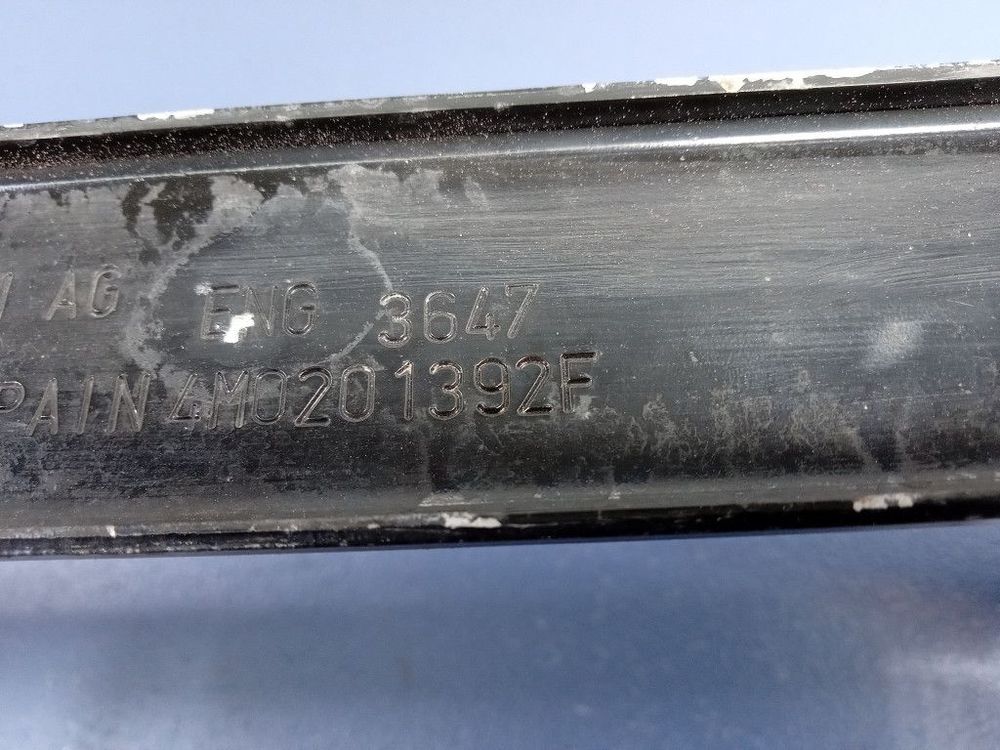 AG ENG 3647
PAIN 4M0201392F